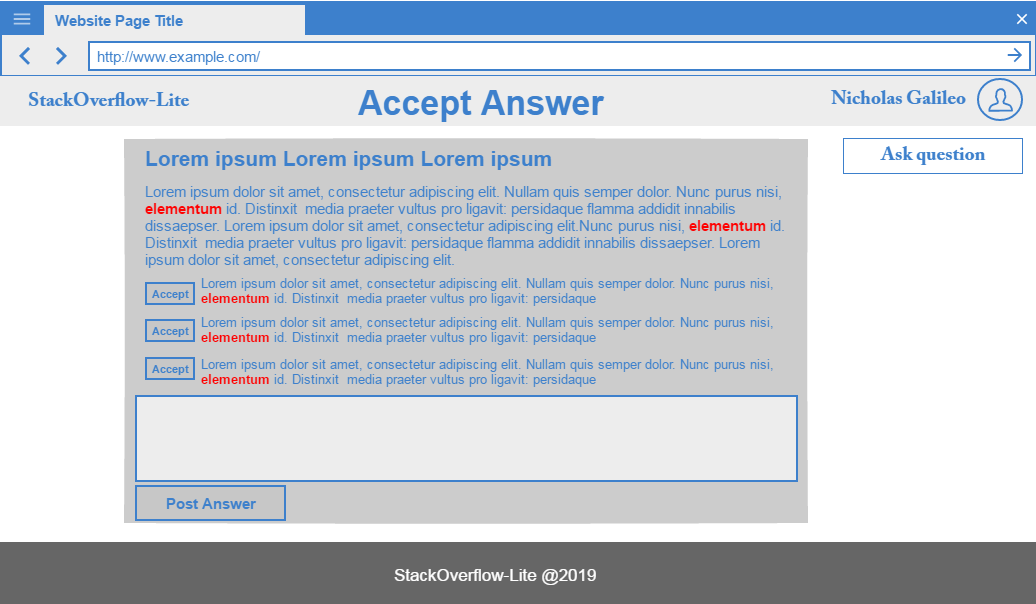 Website Page Title
http://www.example.com/
StackOverflow-Lite
Accept Answer
Nicholas Galileo
Ask question
Lorem ipsum Lorem ipsum Lorem ipsum
Lorem ipsum dolor sit amet, consectetur adipiscing elit. Nullam quis semper dolor. Nunc purus nisi,
elementum id. Distinxit  media praeter vultus pro ligavit: persidaque flamma addidit innabilis
dissaepser. Lorem ipsum dolor sit amet, consectetur adipiscing elit.Nunc purus nisi, elementum id.
Distinxit  media praeter vultus pro ligavit: persidaque flamma addidit innabilis dissaepser. Lorem
ipsum dolor sit amet, consectetur adipiscing elit.
Accept
Lorem ipsum dolor sit amet, consectetur adipiscing elit. Nullam quis semper dolor. Nunc purus nisi,
elementum id. Distinxit  media praeter vultus pro ligavit: persidaque
Accept
Lorem ipsum dolor sit amet, consectetur adipiscing elit. Nullam quis semper dolor. Nunc purus nisi,
elementum id. Distinxit  media praeter vultus pro ligavit: persidaque
Accept
Lorem ipsum dolor sit amet, consectetur adipiscing elit. Nullam quis semper dolor. Nunc purus nisi,
elementum id. Distinxit  media praeter vultus pro ligavit: persidaque
Post Answer
StackOverflow-Lite @2019